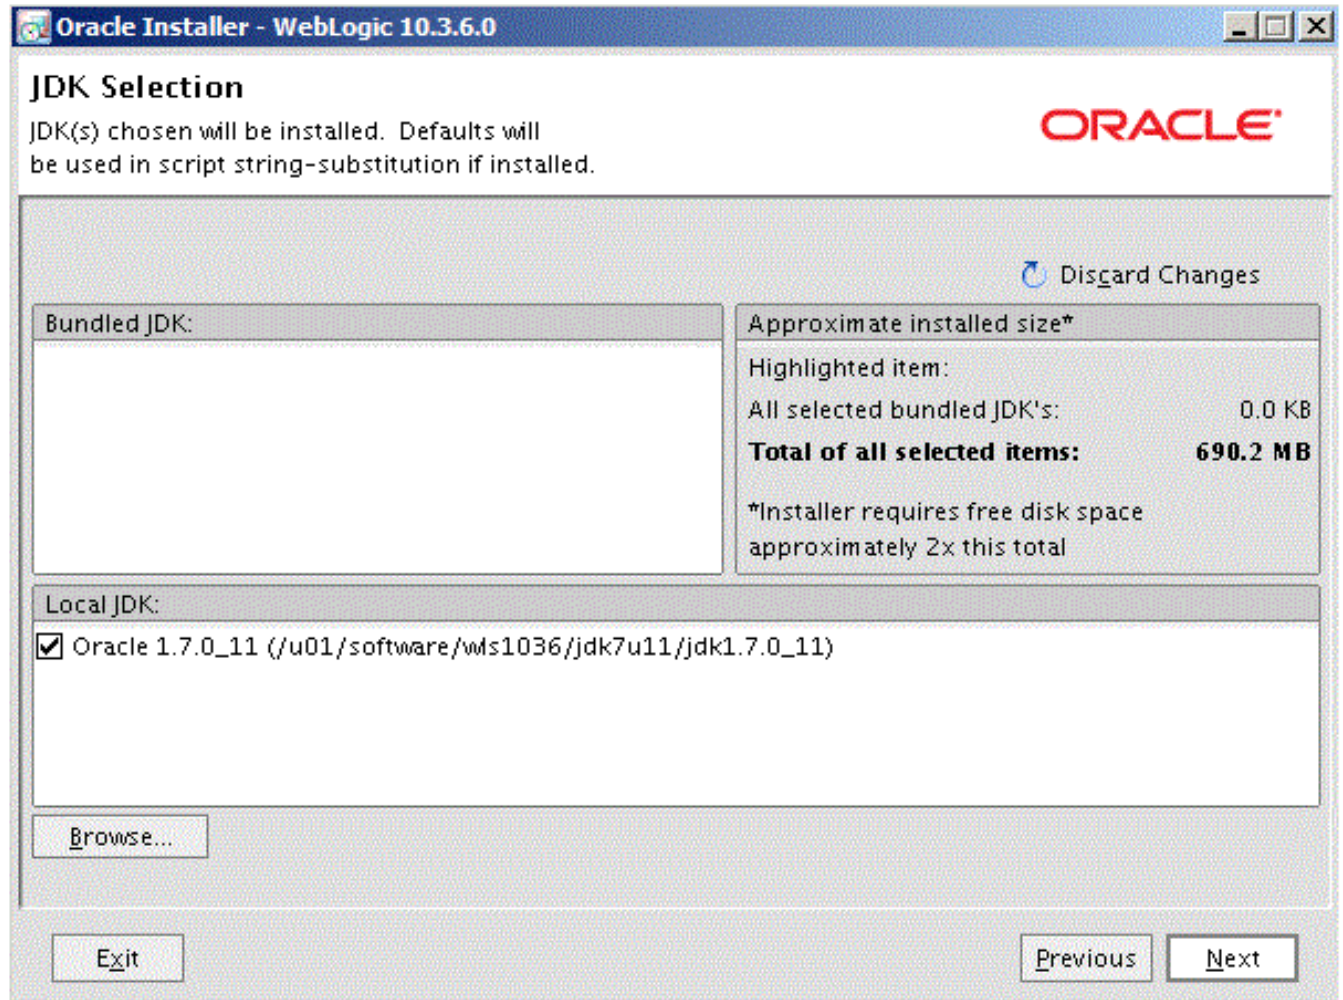 Oracle Installer - WebLogic 10.3.6.0
JDK Selection
JDK(s) chosen will be installed. Defaults will
be used in script string-substitution if installed.
ORACLE
Discard Changes
Bundled JDK:
Approximate installed size*
Highlighted item:
All selected bundled JDK's: 0.0 KB
Total of all selected items: 690.2 MB
*Installer requires free disk space
approximately 2x this total
Local JDK:
Oracle 1.7.0_11 (/u01/software/wls1036/jdk7u11/jdk1.7.0_11)
Browse...
Exit
Previous
Next